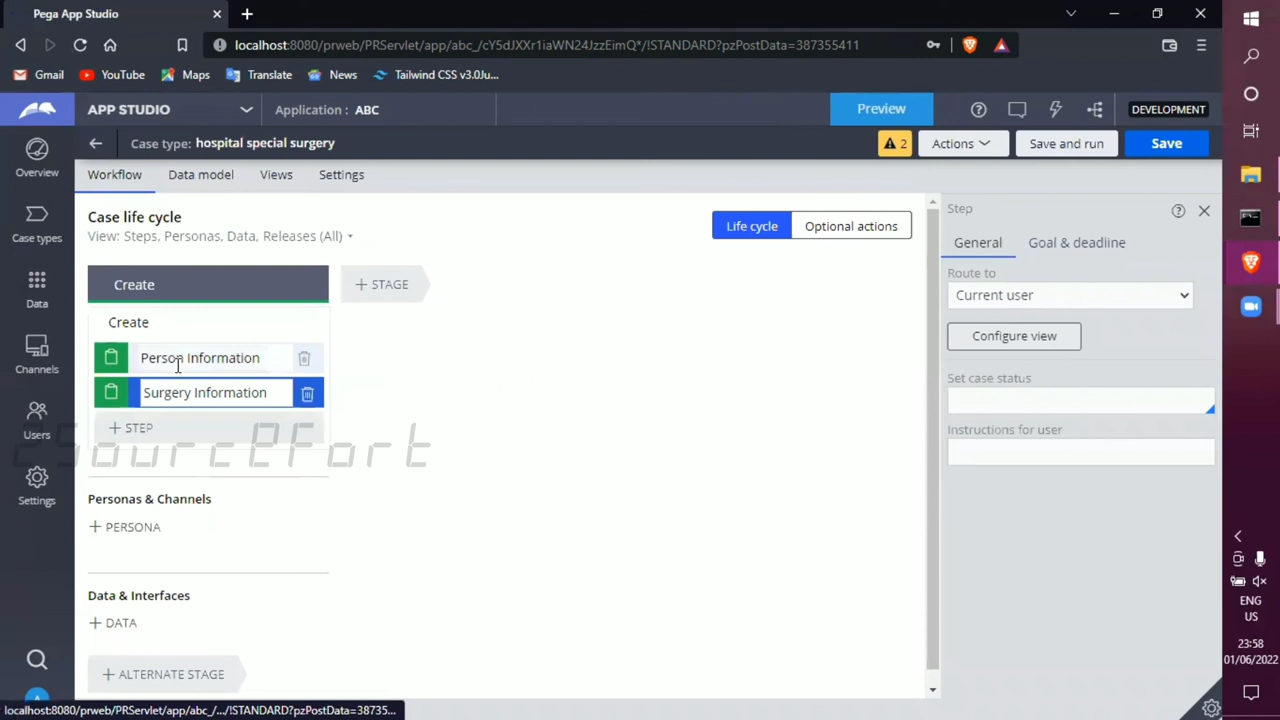 Pega App Studio
localhost:8080/prweb/PRServlet/app/abc_/cY5dJXXr1iaWN24JzzEimQ*/!STANDARD?pzPostData=387355411
Gmail YouTube Maps Translate News Tailwind CSS v3.0Ju...
APP STUDIO Application : ABC Preview DEVELOPMENT
Case type: hospital special surgery 2 Actions Save and run Save
Workflow Data model Views Settings
Overview
Case types
Data
Channels
Users
Settings
Case life cycle
View: Steps, Personas, Data, Releases (All)
Life cycle Optional actions
Create + STAGE
Create
Person Information
Surgery Information
+ STEP
2Source@Fort
Personas & Channels
+ PERSONA
Data & Interfaces
+ DATA
+ ALTERNATE STAGE
Step
General Goal & deadline
Route to
Current user
Configure view
Set case status
Instructions for user
localhost:8080/prweb/PRServlet/app/abc_/.../!STANDARD?pzPostData=38735...
ENG
US
23:58
01/06/2022